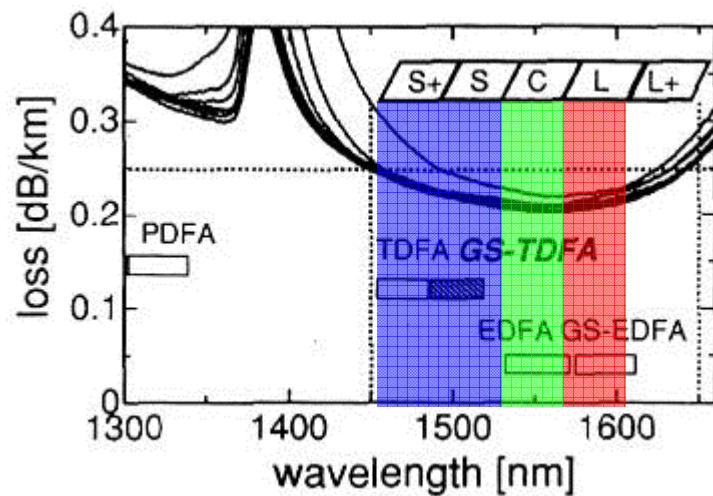 0.4
S+ S C L L+
0.3
loss [dB/km]
0.2
PDFA
TDFA GS-TDFA
0.1
EDFA GS-EDFA
0
1300 1400 1500 1600
wavelength [nm]